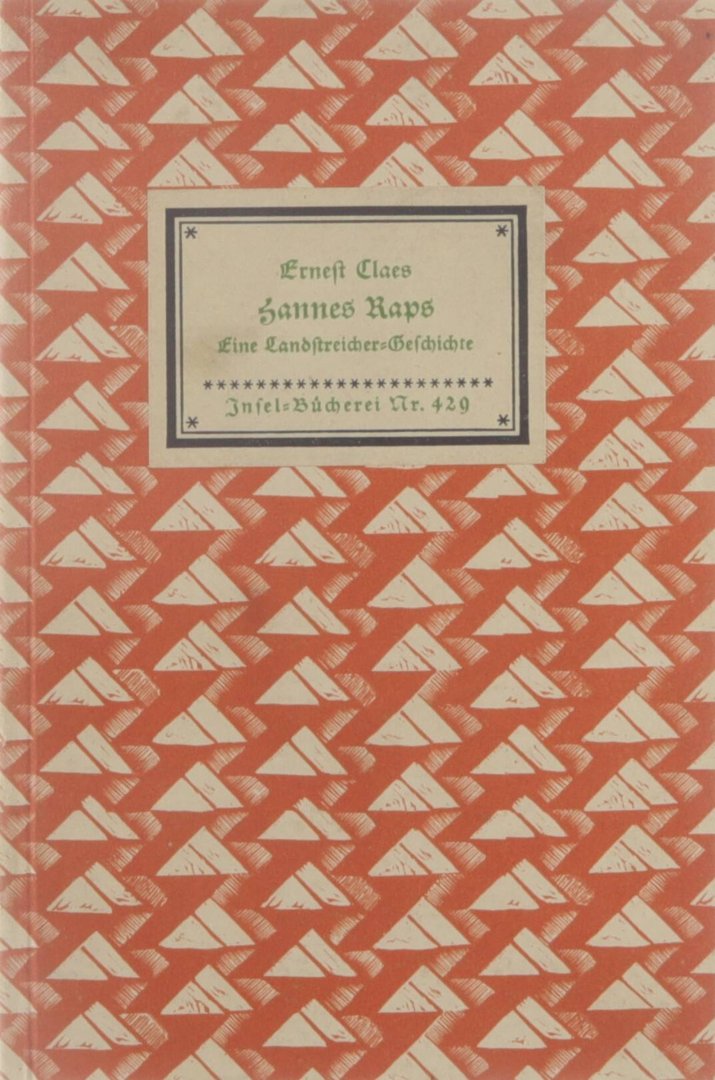 Ernest Claes
Hannes Raps
Eine Landstreicher-Geschichte
Insel-Bücherei Nr. 429